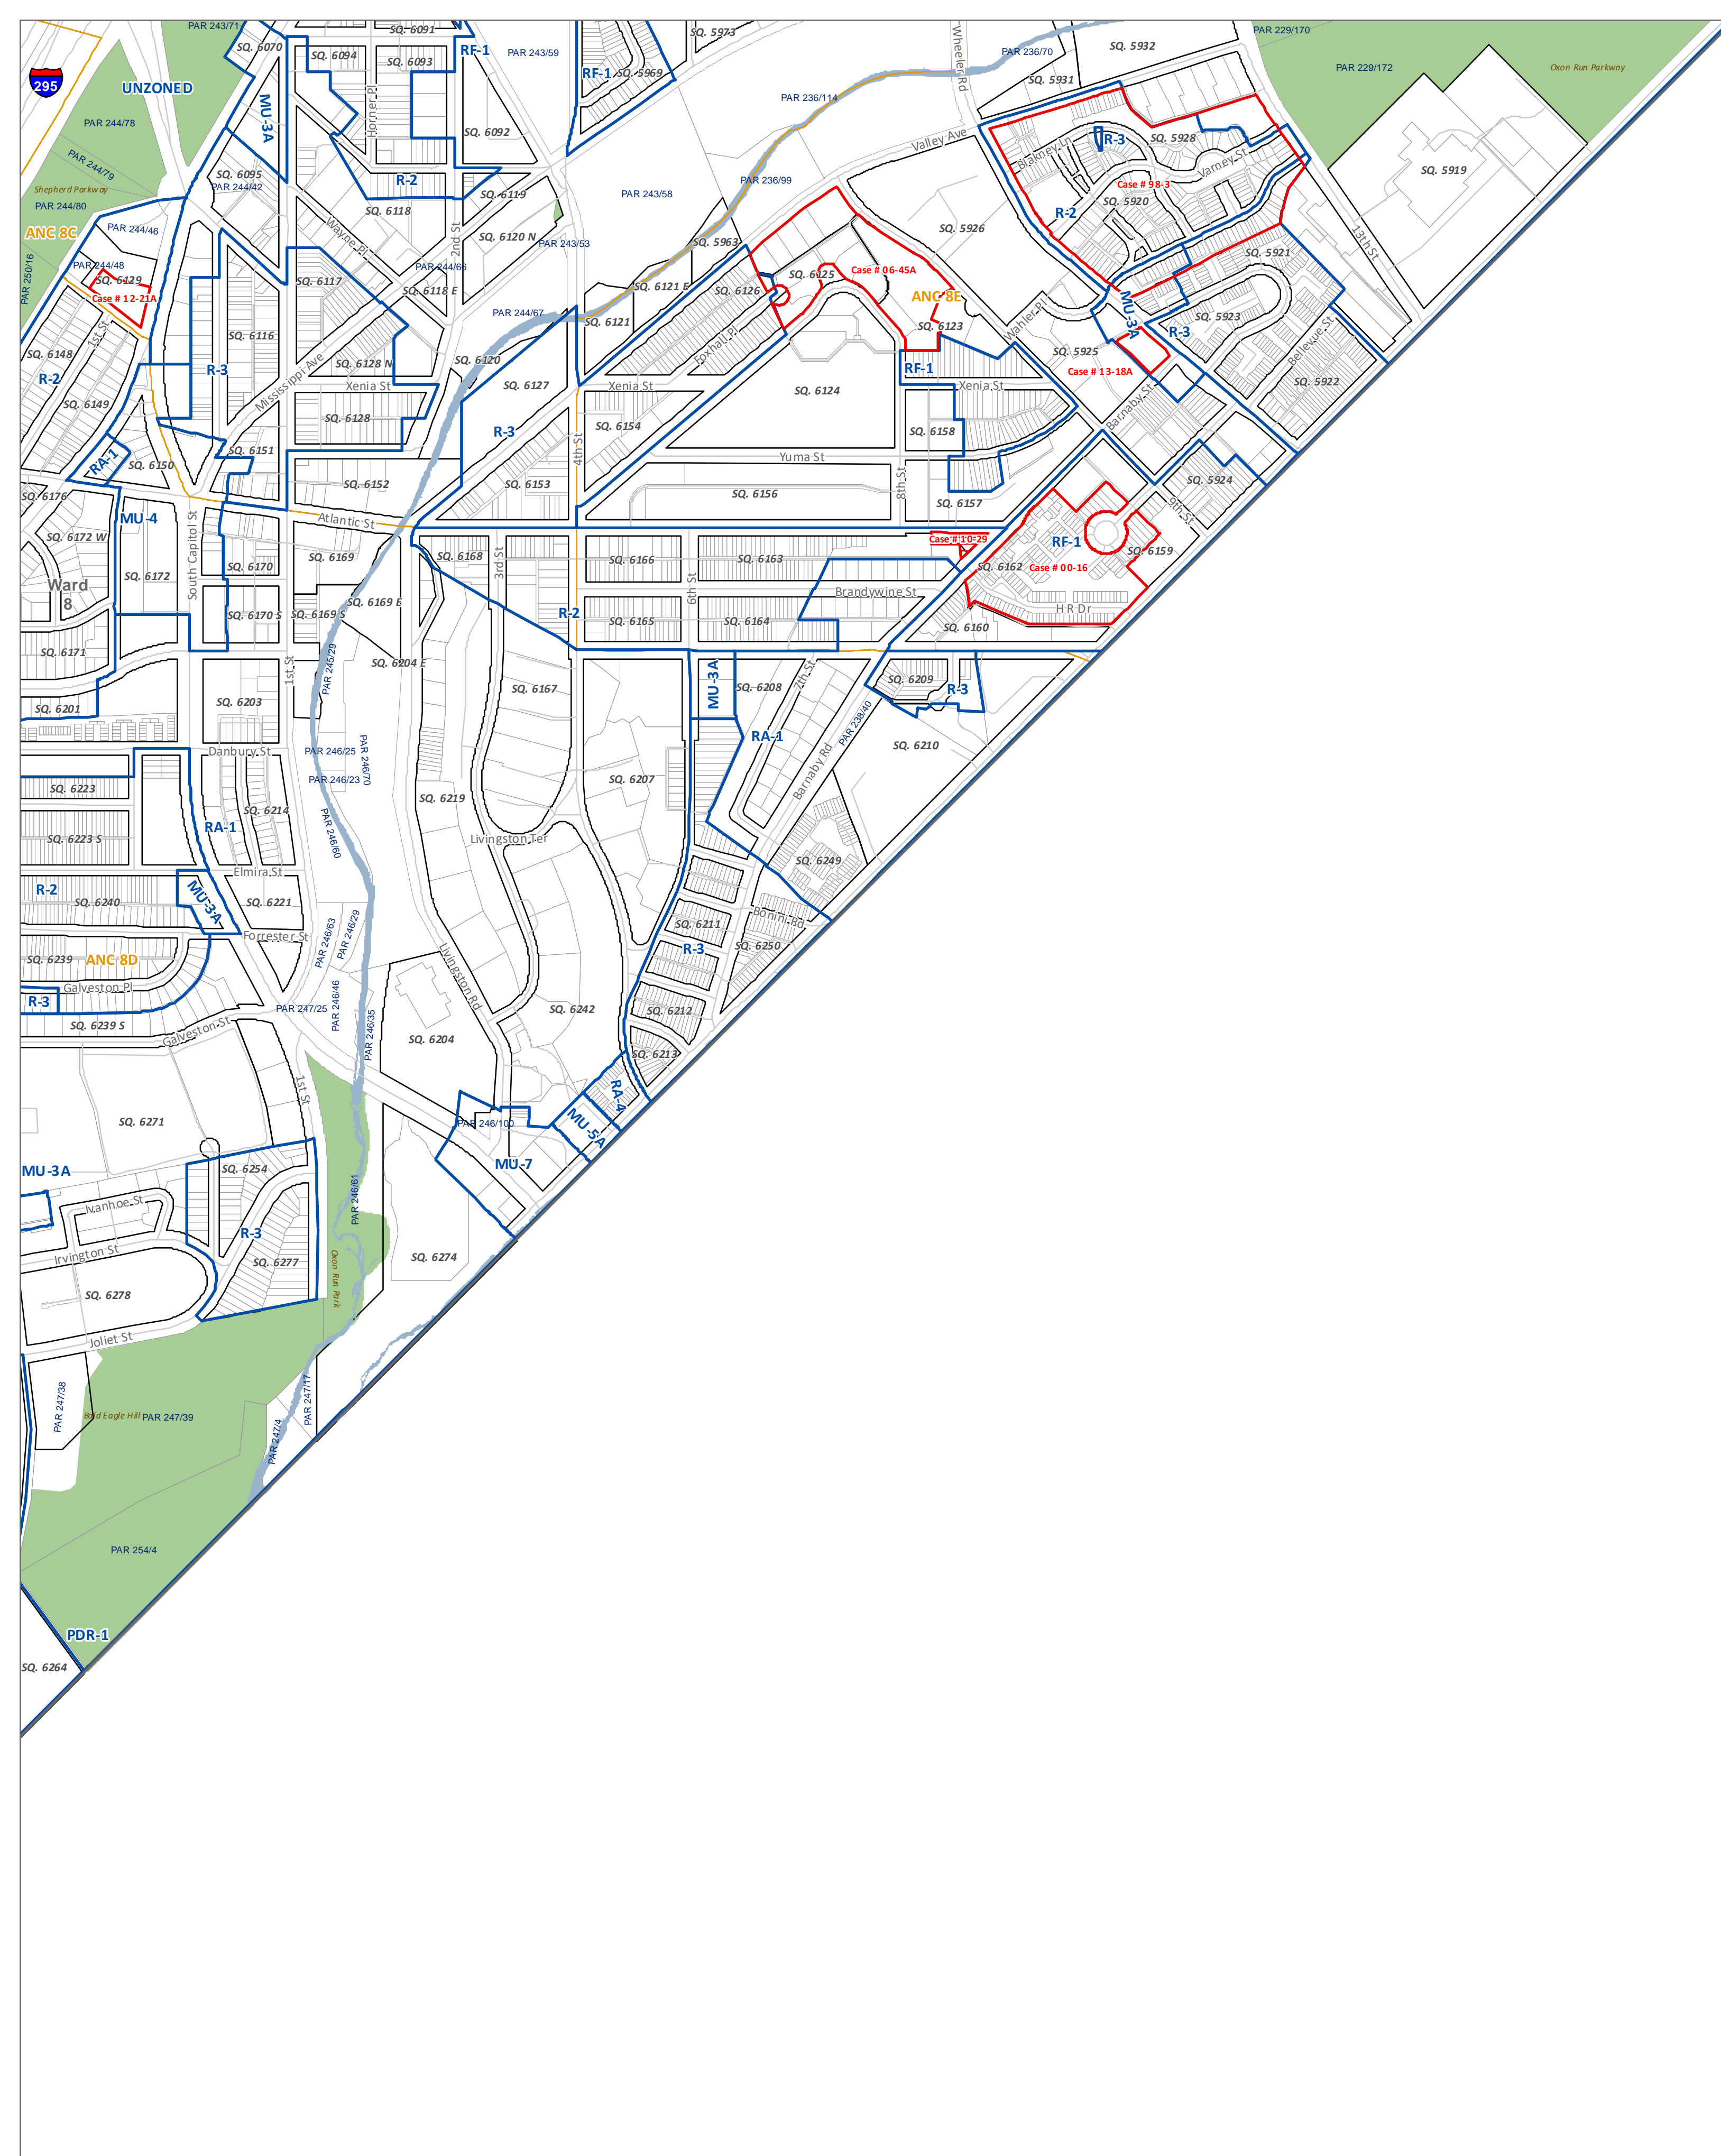 PAR 243/71
SQ. 6070
SQ. 6091
SQ. 6094
SQ. 6093
RF-1
PAR 243/59
RF-1
SQ. 5969
SQ. 5973
Wheeler Rd
PAR 236/70
SQ. 5932
SQ. 5931
PAR 229/170
PAR 229/172
Oxon Run Parkway
295
UNZONED
MU-3A
Horner Pl
PAR 236/114
PAR 244/78
SQ. 6092
Valley Ave
Blakney Ln
R-3
SQ. 5928
Varney St
PAR 244/79
Shepherd Parkway
SQ. 6095
PAR 244/42
R-2
PAR 236/99
PAR 243/58
Case # 98-3
SQ. 5919
PAR 244/80
SQ. 6118
SQ. 6119
SQ. 5920
R-2
ANC 8C
PAR 244/46
Wayne Pl
2nd St
SQ. 6120 N
PAR 243/53
SQ. 5963
SQ. 5926
13th St
PAR 250/16
PAR 244/48
SQ. 6129
Case # 12-21A
SQ. 6117
PAR 244/66
SQ. 6118 E
SQ. 6121 E
SQ. 6126
SQ. 6125
Case # 06-45A
SQ. 5921
ANC 8E
PAR 244/67
SQ. 6121
SQ. 6123
Wahler Pl
MU-3A
SQ. 5923
R-3
Bellevue St
SQ. 6148
1st St
SQ. 6116
SQ. 6128 N
SQ. 6120
Foxhall Pl
SQ. 5925
Case # 13-18A
SQ. 5922
R-2
R-3
Mississippi Ave
Xenia St
SQ. 6127
Xenia St
SQ. 6124
RF-1
Xenia St
Barnaby St
SQ. 6149
SQ. 6128
R-3
SQ. 6154
SQ. 6158
RA-1
SQ. 6150
SQ. 6151
4th St
Yuma St
SQ. 6176
SQ. 6152
SQ. 6153
SQ. 6156
8th St
SQ. 6157
SQ. 5924
9th St
MU-4
South Capitol St
Atlantic St
SQ. 6172 W
SQ. 6172
SQ. 6170
SQ. 6169
SQ. 6168
3rd St
SQ. 6166
6th St
SQ. 6163
Case # 10-29
RF-1
SQ. 6159
SQ. 6162
Case # 00-16
Ward
8
SQ. 6170 S
SQ. 6169 S
SQ. 6169 E
R-2
SQ. 6165
SQ. 6164
Brandywine St
H R Dr
SQ. 6160
SQ. 6171
1st St
PAR 245/29
SQ. 6204 E
SQ. 6167
MU-3A
SQ. 6208
7th St
SQ. 6209
R-3
SQ. 6201
SQ. 6203
RA-1
PAR 238/40
SQ. 6210
Danbury St
PAR 246/25
PAR 246/70
PAR 246/23
SQ. 6207
Barnaby Rd
SQ. 6223
SQ. 6214
SQ. 6219
SQ. 6223 S
RA-1
PAR 246/60
Livingston Ter
SQ. 6249
Elmira St
R-2
SQ. 6240
MU-3A
SQ. 6221
Bonini Rd
SQ. 6211
Forrester St
PAR 246/63
PAR 246/29
SQ. 6239
ANC 8D
Livingston Rd
R-3
SQ. 6250
Galveston Pl
R-3
PAR 247/25
PAR 246/46
PAR 246/35
SQ. 6242
SQ. 6212
SQ. 6239 S
Galveston St
SQ. 6204
SQ. 6213
1st St
RA-4
SQ. 6271
PAR 246/100
MU-5A
MU-7
MU-3A
SQ. 6254
PAR 246/61
Ivanhoe St
R-3
Irvington St
SQ. 6277
Oxon Run Park
SQ. 6274
SQ. 6278
Joliet St
PAR 247/38
Bald Eagle Hill
PAR 247/39
PAR 247/17
PAR 247/4
PAR 254/4
PDR-1
SQ. 6264